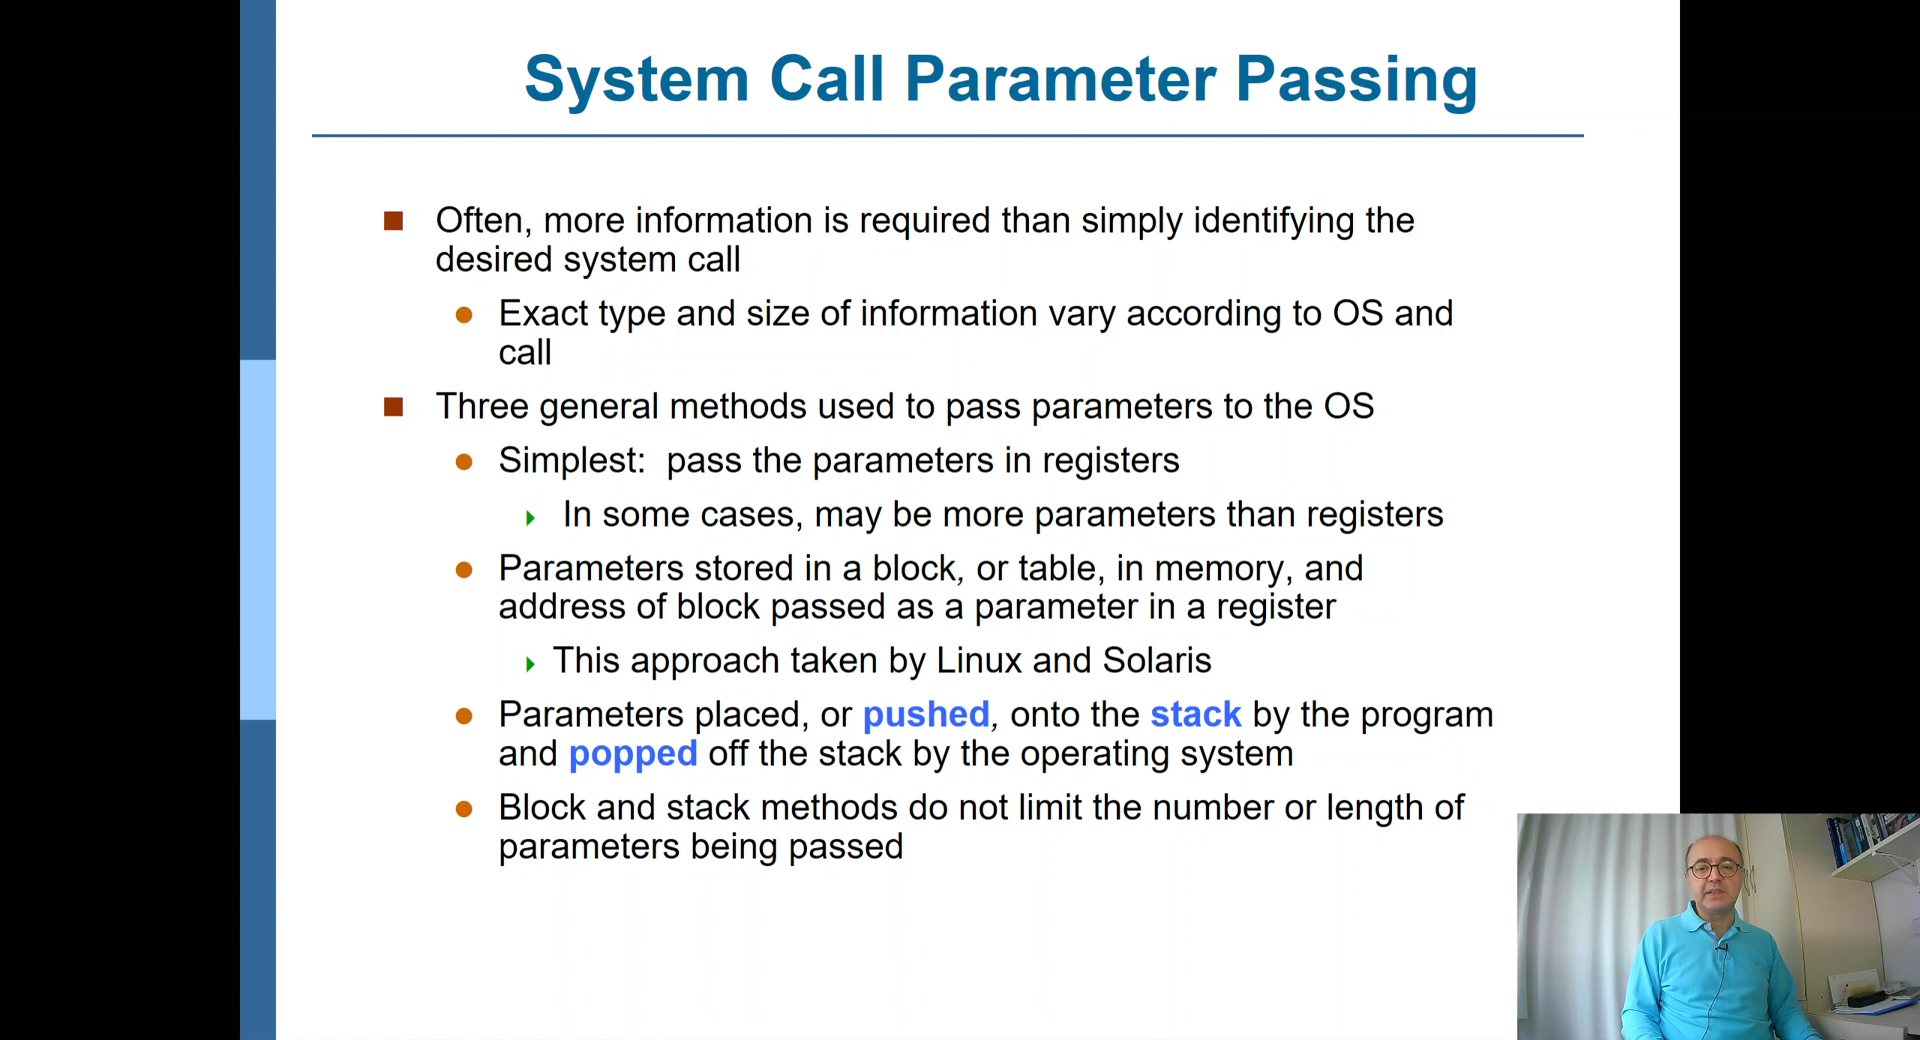 System Call Parameter Passing
Often, more information is required than simply identifying the
desired system call
Exact type and size of information vary according to OS and
call
Three general methods used to pass parameters to the OS
Simplest:  pass the parameters in registers
In some cases, may be more parameters than registers
Parameters stored in a block, or table, in memory, and
address of block passed as a parameter in a register
This approach taken by Linux and Solaris
Parameters placed, or pushed, onto the stack by the program
and popped off the stack by the operating system
Block and stack methods do not limit the number or length of
parameters being passed